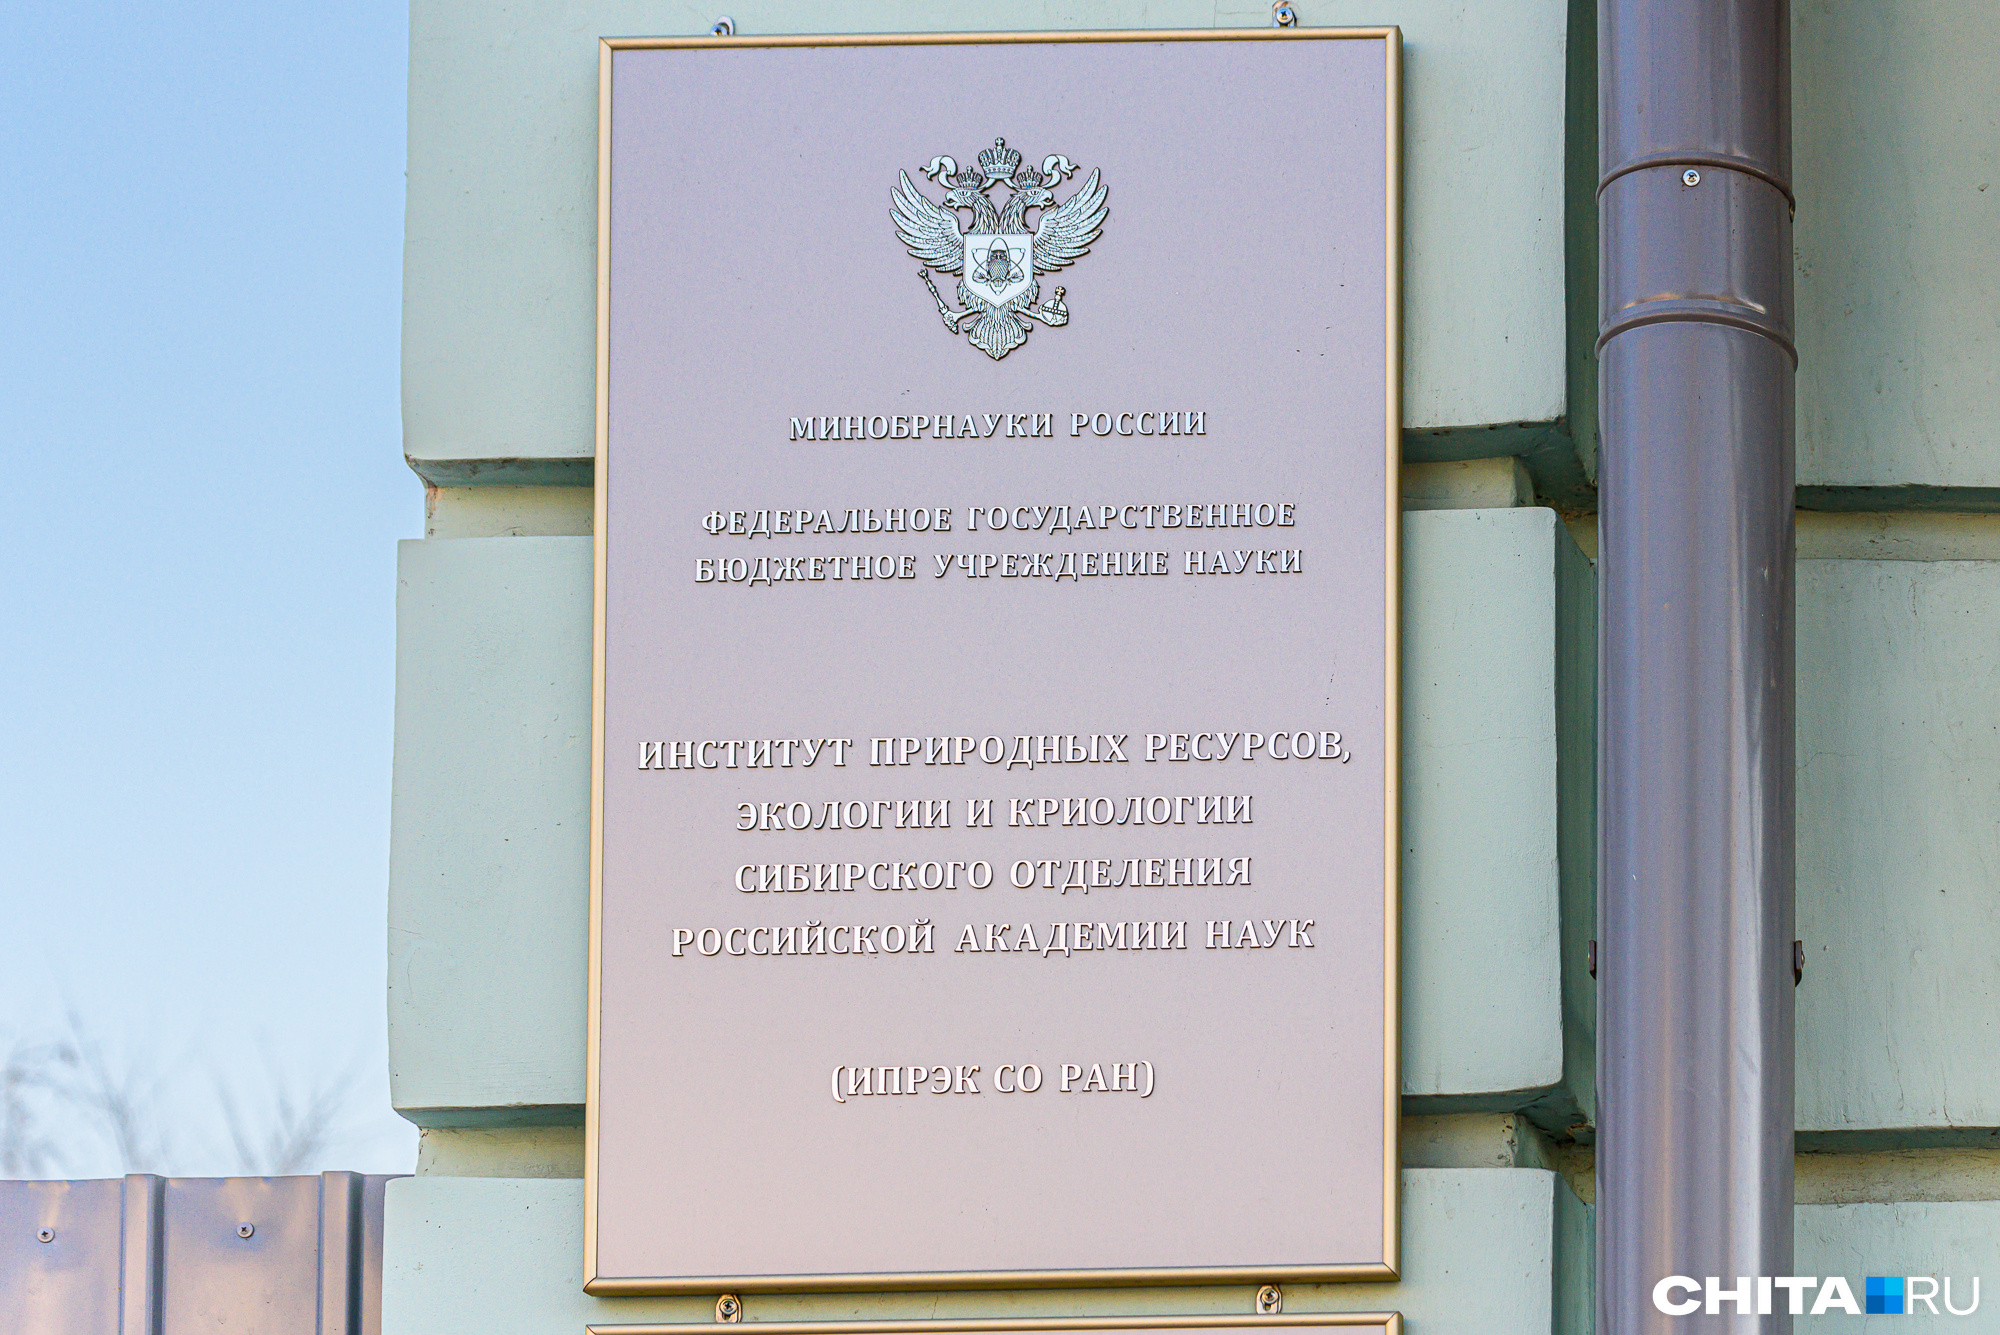 МИНОБРНАУКИ РОССИИ
ФЕДЕРАЛЬНОЕ ГОСУДАРСТВЕННОЕ
БЮДЖЕТНОЕ УЧРЕЖДЕНИЕ НАУКИ
ИНСТИТУТ ПРИРОДНЫХ РЕСУРСОВ,
ЭКОЛОГИИ И КРИОЛОГИИ
СИБИРСКОГО ОТДЕЛЕНИЯ
РОССИЙСКОЙ АКАДЕМИИ НАУК
(ИПРЭК СО РАН)
CHITA RU